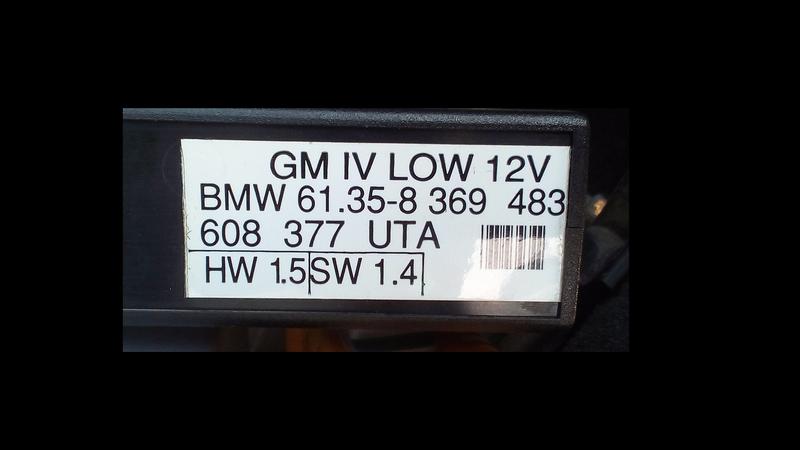 GM IV LOW 12V
BMW 61.35-8 369 483
608 377 UTA
HW 1.5 SW 1.4